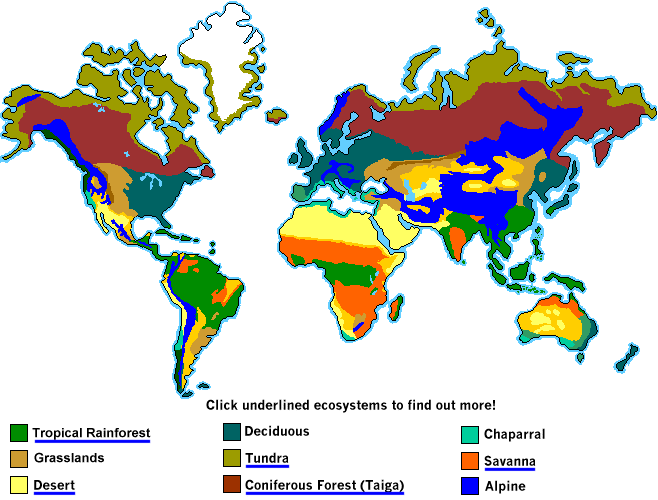 Click underlined ecosystems to find out more!
Tropical Rainforest
Deciduous
Chaparral
Grasslands
Tundra
Savanna
Desert
Coniferous Forest (Taiga)
Alpine